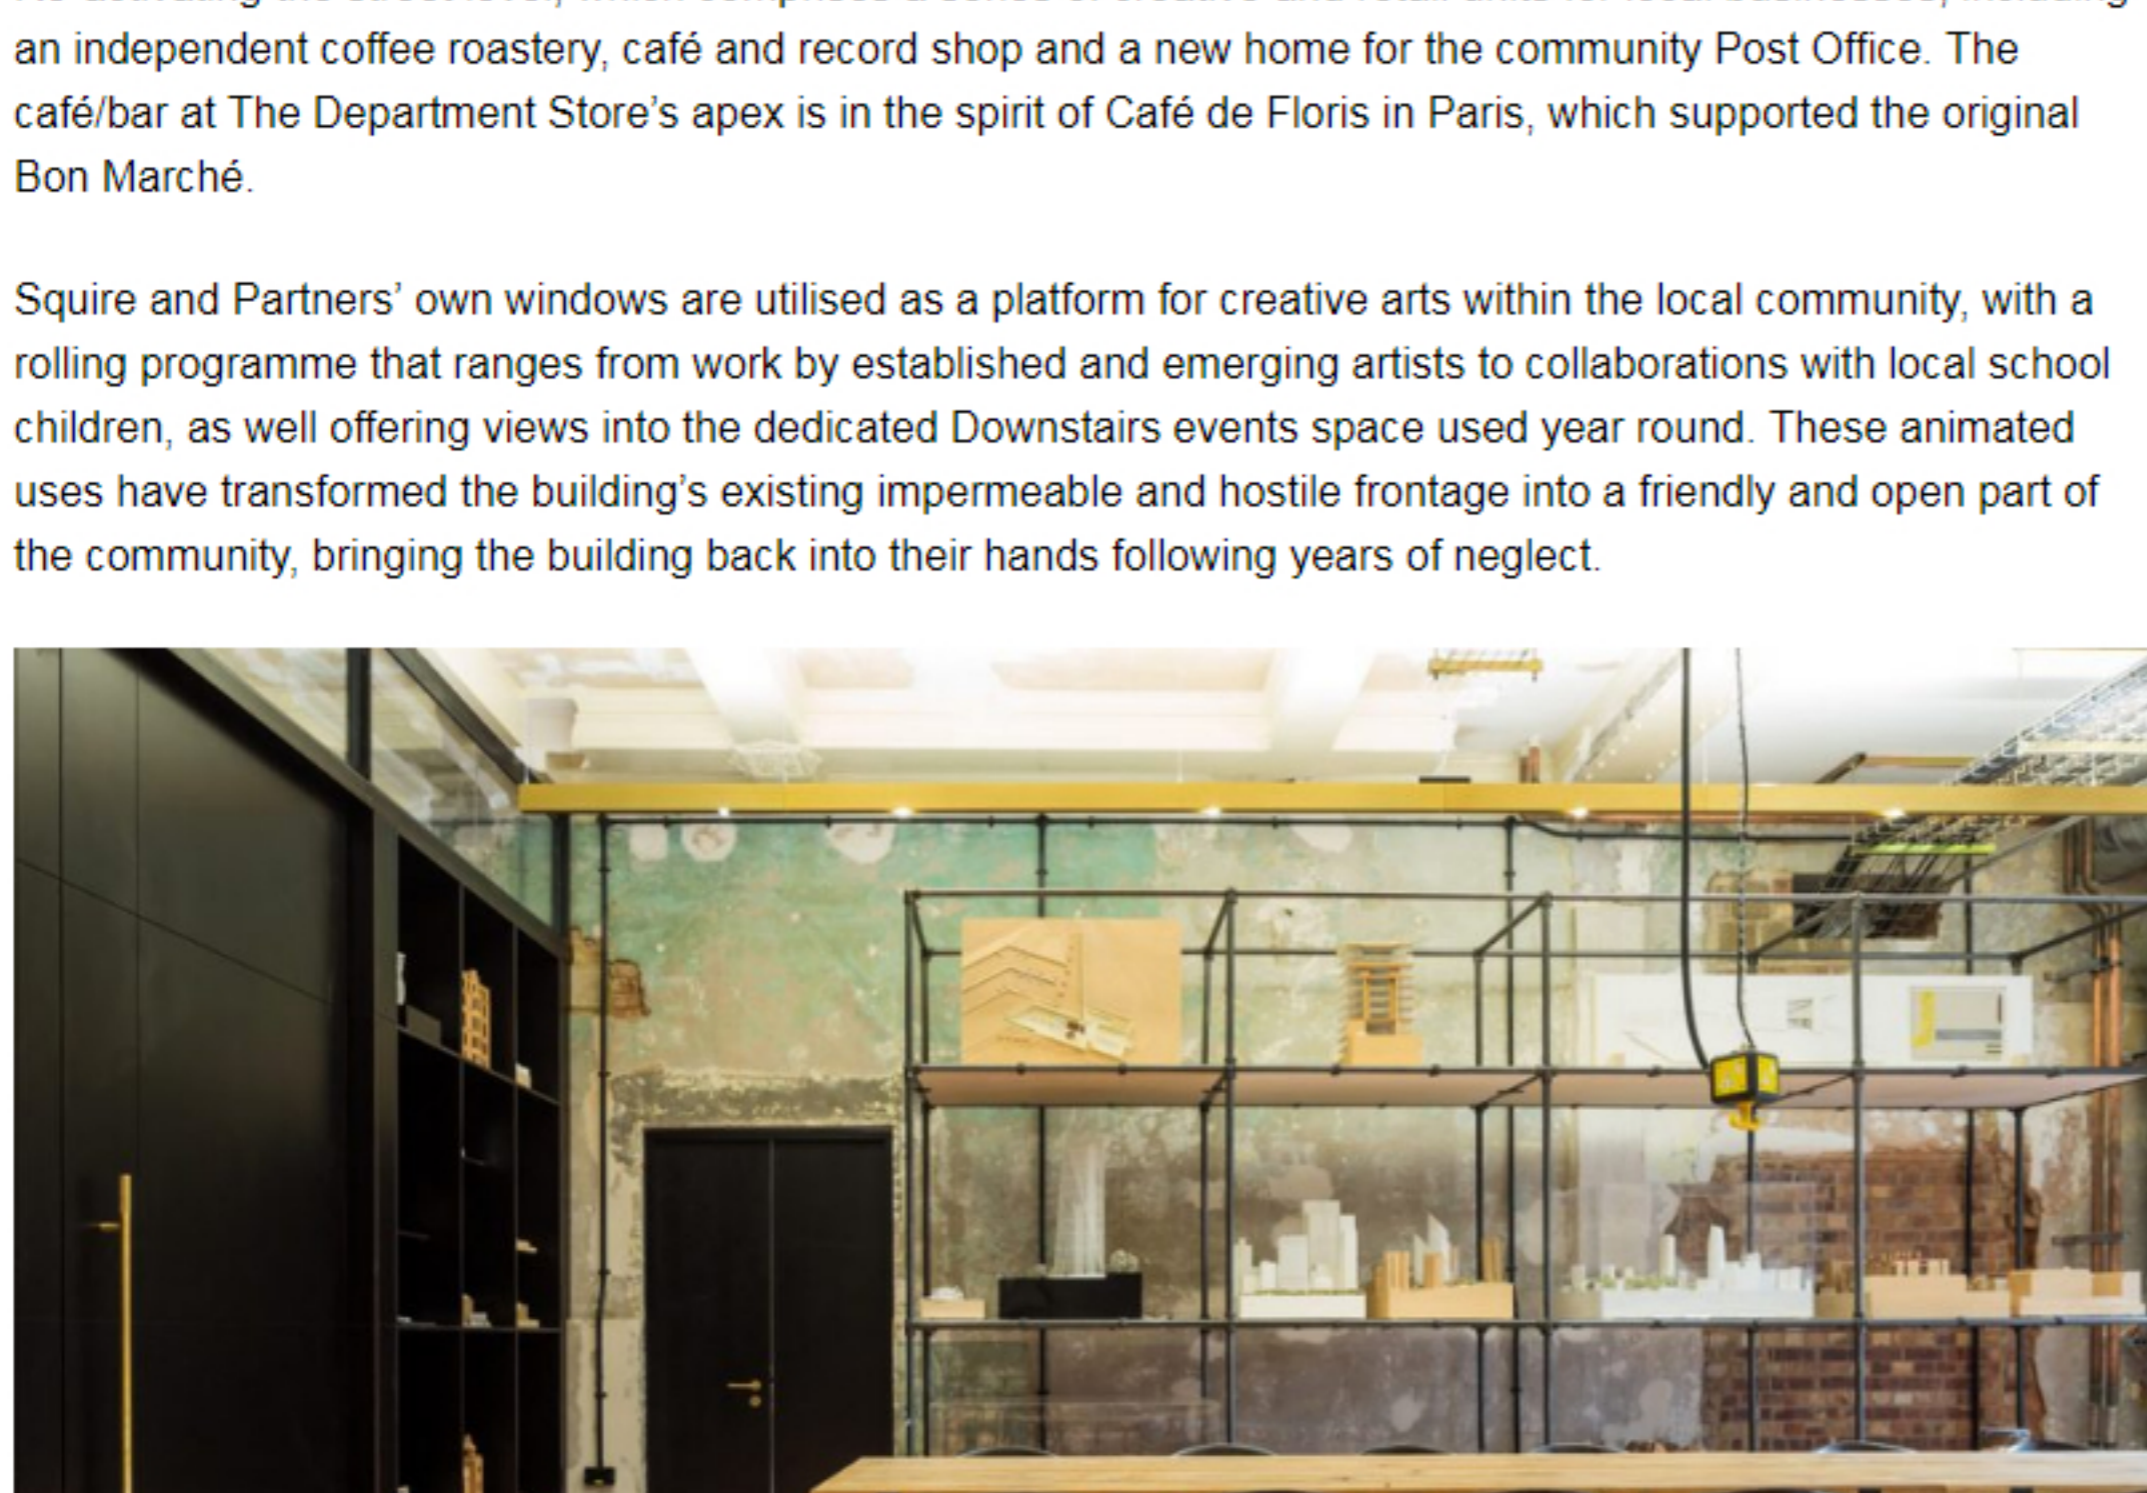 an independent coffee roastery, café and record shop and a new home for the community Post Office. The
café/bar at The Department Store’s apex is in the spirit of Café de Floris in Paris, which supported the original
Bon Marché.
Squire and Partners’ own windows are utilised as a platform for creative arts within the local community, with a
rolling programme that ranges from work by established and emerging artists to collaborations with local school
children, as well offering views into the dedicated Downstairs events space used year round. These animated
uses have transformed the building’s existing impermeable and hostile frontage into a friendly and open part of
the community, bringing the building back into their hands following years of neglect.